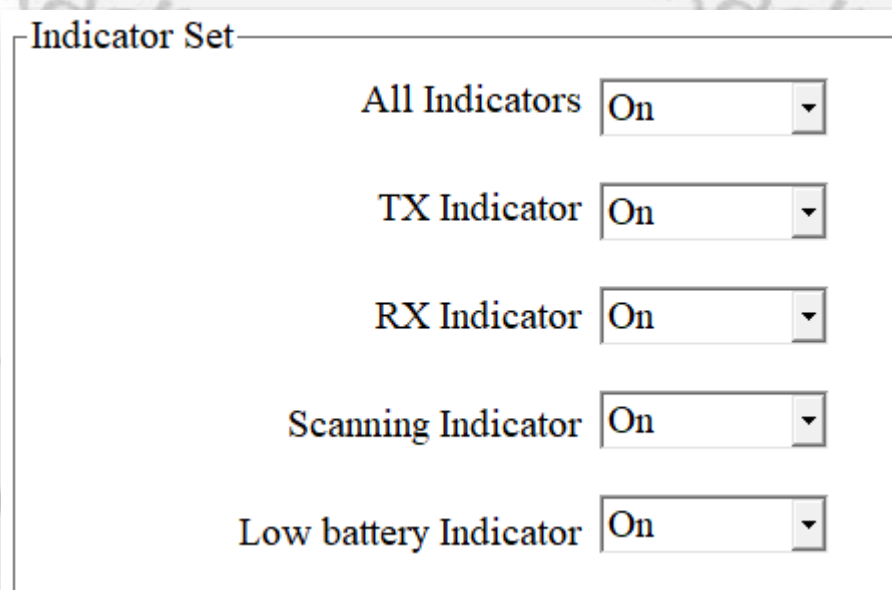 Indicator Set
All Indicators On
TX Indicator On
RX Indicator On
Scanning Indicator On
Low battery Indicator On